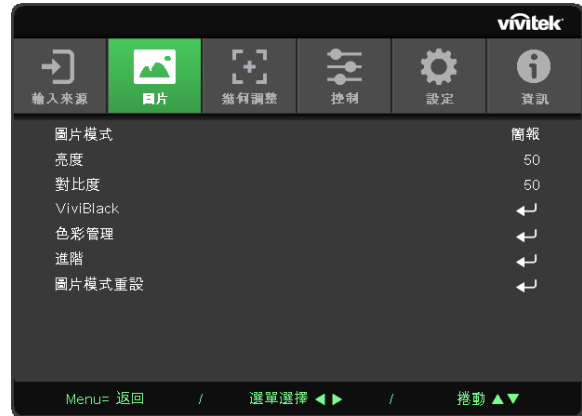 vivitek
輸入來源 圖片 幾何調整 控制 設定 資訊
圖片模式 簡報
亮度 50
對比度 50
ViviBlack
色彩管理
進階
圖片模式重設
Menu= 返回 / 選單選擇 ◀ ▶ / 捲動 ▲▼